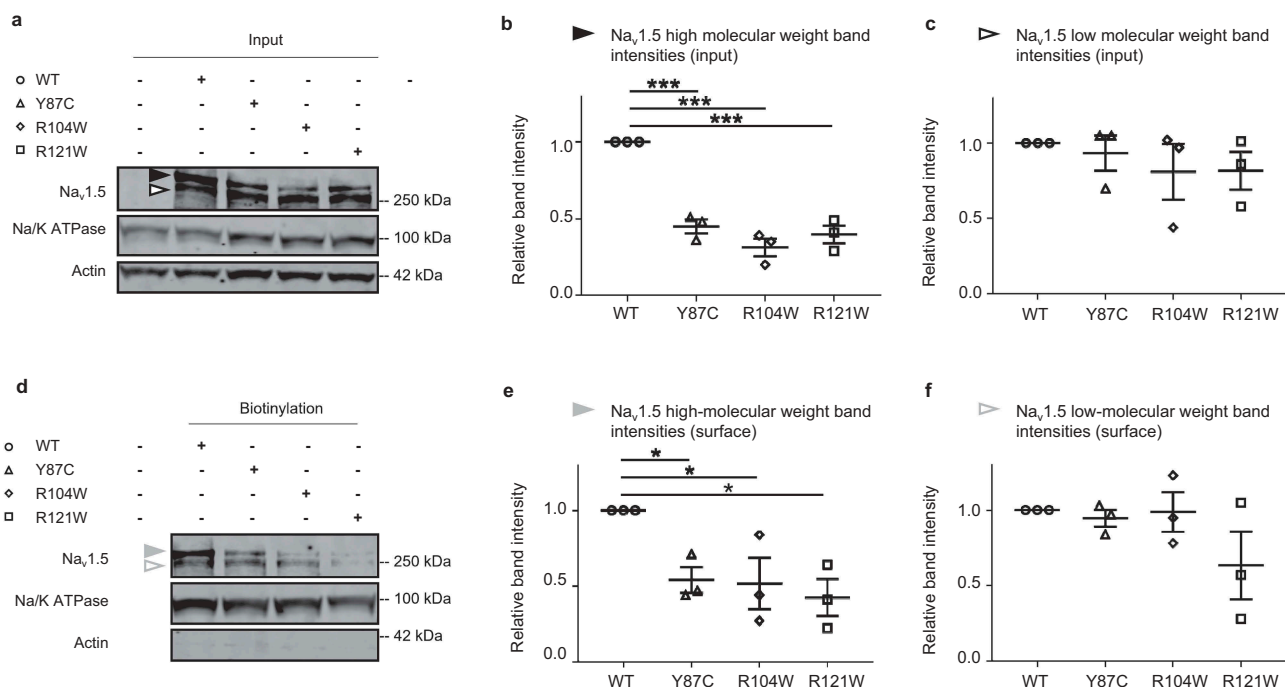 a
Input
WT - + - - - -
Y87C - - + - -
R104W - - - + -
R121W - - - - +
Naᵥ1.5
-- 250 kDa
Na/K ATPase
-- 100 kDa
Actin
-- 42 kDa
b
Naᵥ1.5 high molecular weight band
intensities (input)
***
***
***
Relative band intensity
1.0
0.5
0.0
WT Y87C R104W R121W
c
Naᵥ1.5 low molecular weight band
intensities (input)
Relative band intensity
1.0
0.5
0.0
WT Y87C R104W R121W
d
Biotinylation
WT - + - - -
Y87C - - + - -
R104W - - - + -
R121W - - - - +
Naᵥ1.5
-- 250 kDa
Na/K ATPase
-- 100 kDa
Actin
-- 42 kDa
e
Naᵥ1.5 high-molecular weight band
intensities (surface)
*
*
*
Relative band intensity
1.0
0.5
0.0
WT Y87C R104W R121W
f
Naᵥ1.5 low-molecular weight band
intensities (surface)
Relative band intensity
1.0
0.5
0.0
WT Y87C R104W R121W